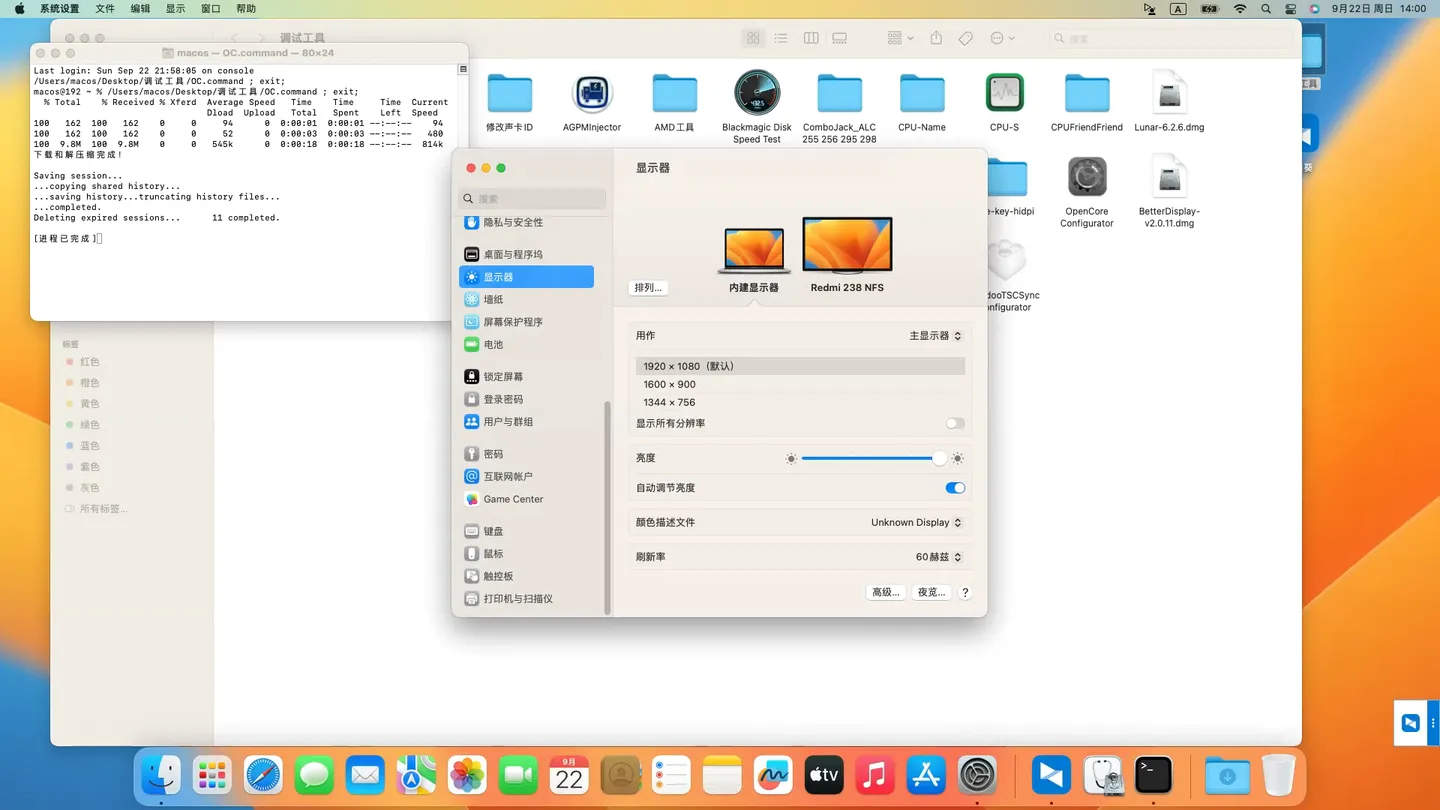 系统设置 文件 编辑 显示 窗口 帮助
A
9月22日 周日 14:00
调试工具
搜索
macos — OC.command — 80×24
Last login: Sun Sep 22 21:58:05 on console
/Users/macos/Desktop/调试工具/OC.command ; exit;
macos@192 ~ % /Users/macos/Desktop/调试工具/OC.command ; exit;
% Total % Received % Xferd Average Speed Time Time Time Current
Dload Upload Total Spent Left Speed
100 162 100 162 0 0 94 0 0:00:01 0:00:01 --:--:-- 94
100 162 100 162 0 0 52 0 0:00:03 0:00:03 --:--:-- 480
100 9.8M 100 9.8M 0 0 545k 0 0:00:18 0:00:18 --:--:-- 814k
下载和解压缩完成！
Saving session...
...copying shared history...
...saving history...truncating history files...
...completed.
Deleting expired sessions... 11 completed.
[进程已完成]
修改声卡ID
AGPMInjector
AMD工具
Blackmagic Disk
Speed Test
ComboJack_ALC
255 256 295 298
CPU-Name
CPU-S
CPUFriendFriend
Lunar-6.2.6.dmg
e-key-hidpi
OpenCore
Configurator
BetterDisplay-
v2.0.11.dmg
dooTSCSync
nfigurator
工具
葵
标签
红色
橙色
黄色
绿色
蓝色
紫色
灰色
所有标签...
搜索
隐私与安全性
桌面与程序坞
显示器
墙纸
屏幕保护程序
电池
锁定屏幕
登录密码
用户与群组
密码
互联网帐户
Game Center
键盘
鼠标
触控板
打印机与扫描仪
显示器
排列...
内建显示器
Redmi 238 NFS
用作 主显示器
1920 × 1080（默认）
1600 × 900
1344 × 756
显示所有分辨率
亮度
自动调节亮度
颜色描述文件 Unknown Display
刷新率 60赫兹
高级... 夜览... ?
9月
22
tv